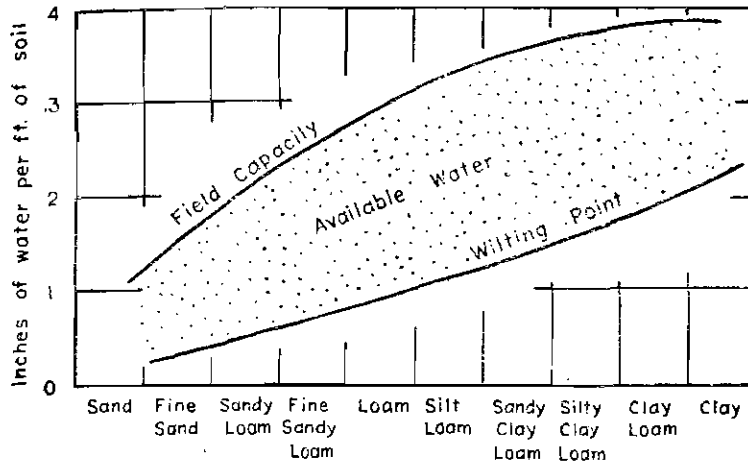 Inches of water per ft. of soil
4
3
2
1
0
Field Capacity
Available Water
Wilting Point
Sand
Fine
Sand
Sandy
Loam
Fine
Sandy
Loam
Loam
Silt
Loam
Sandy
Clay
Loam
Silty
Clay
Loam
Clay
Loam
Clay